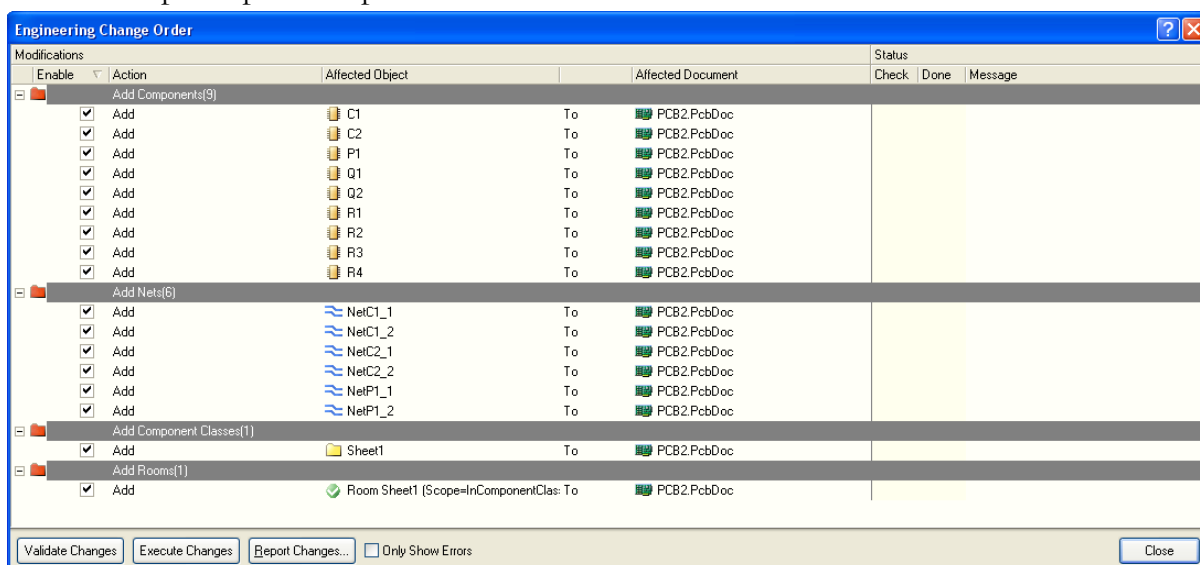 Engineering Change Order
Modifications Status
Enable Action Affected Object Affected Document Check Done Message
Add Components(9)
Add C1 To PCB2.PcbDoc
Add C2 To PCB2.PcbDoc
Add P1 To PCB2.PcbDoc
Add Q1 To PCB2.PcbDoc
Add Q2 To PCB2.PcbDoc
Add R1 To PCB2.PcbDoc
Add R2 To PCB2.PcbDoc
Add R3 To PCB2.PcbDoc
Add R4 To PCB2.PcbDoc
Add Nets(6)
Add NetC1_1 To PCB2.PcbDoc
Add NetC1_2 To PCB2.PcbDoc
Add NetC2_1 To PCB2.PcbDoc
Add NetC2_2 To PCB2.PcbDoc
Add NetP1_1 To PCB2.PcbDoc
Add NetP1_2 To PCB2.PcbDoc
Add Component Classes(1)
Add Sheet1 To PCB2.PcbDoc
Add Rooms(1)
Add Room Sheet1 (Scope=InComponentClas: To PCB2.PcbDoc
Validate Changes Execute Changes Report Changes... Only Show Errors Close